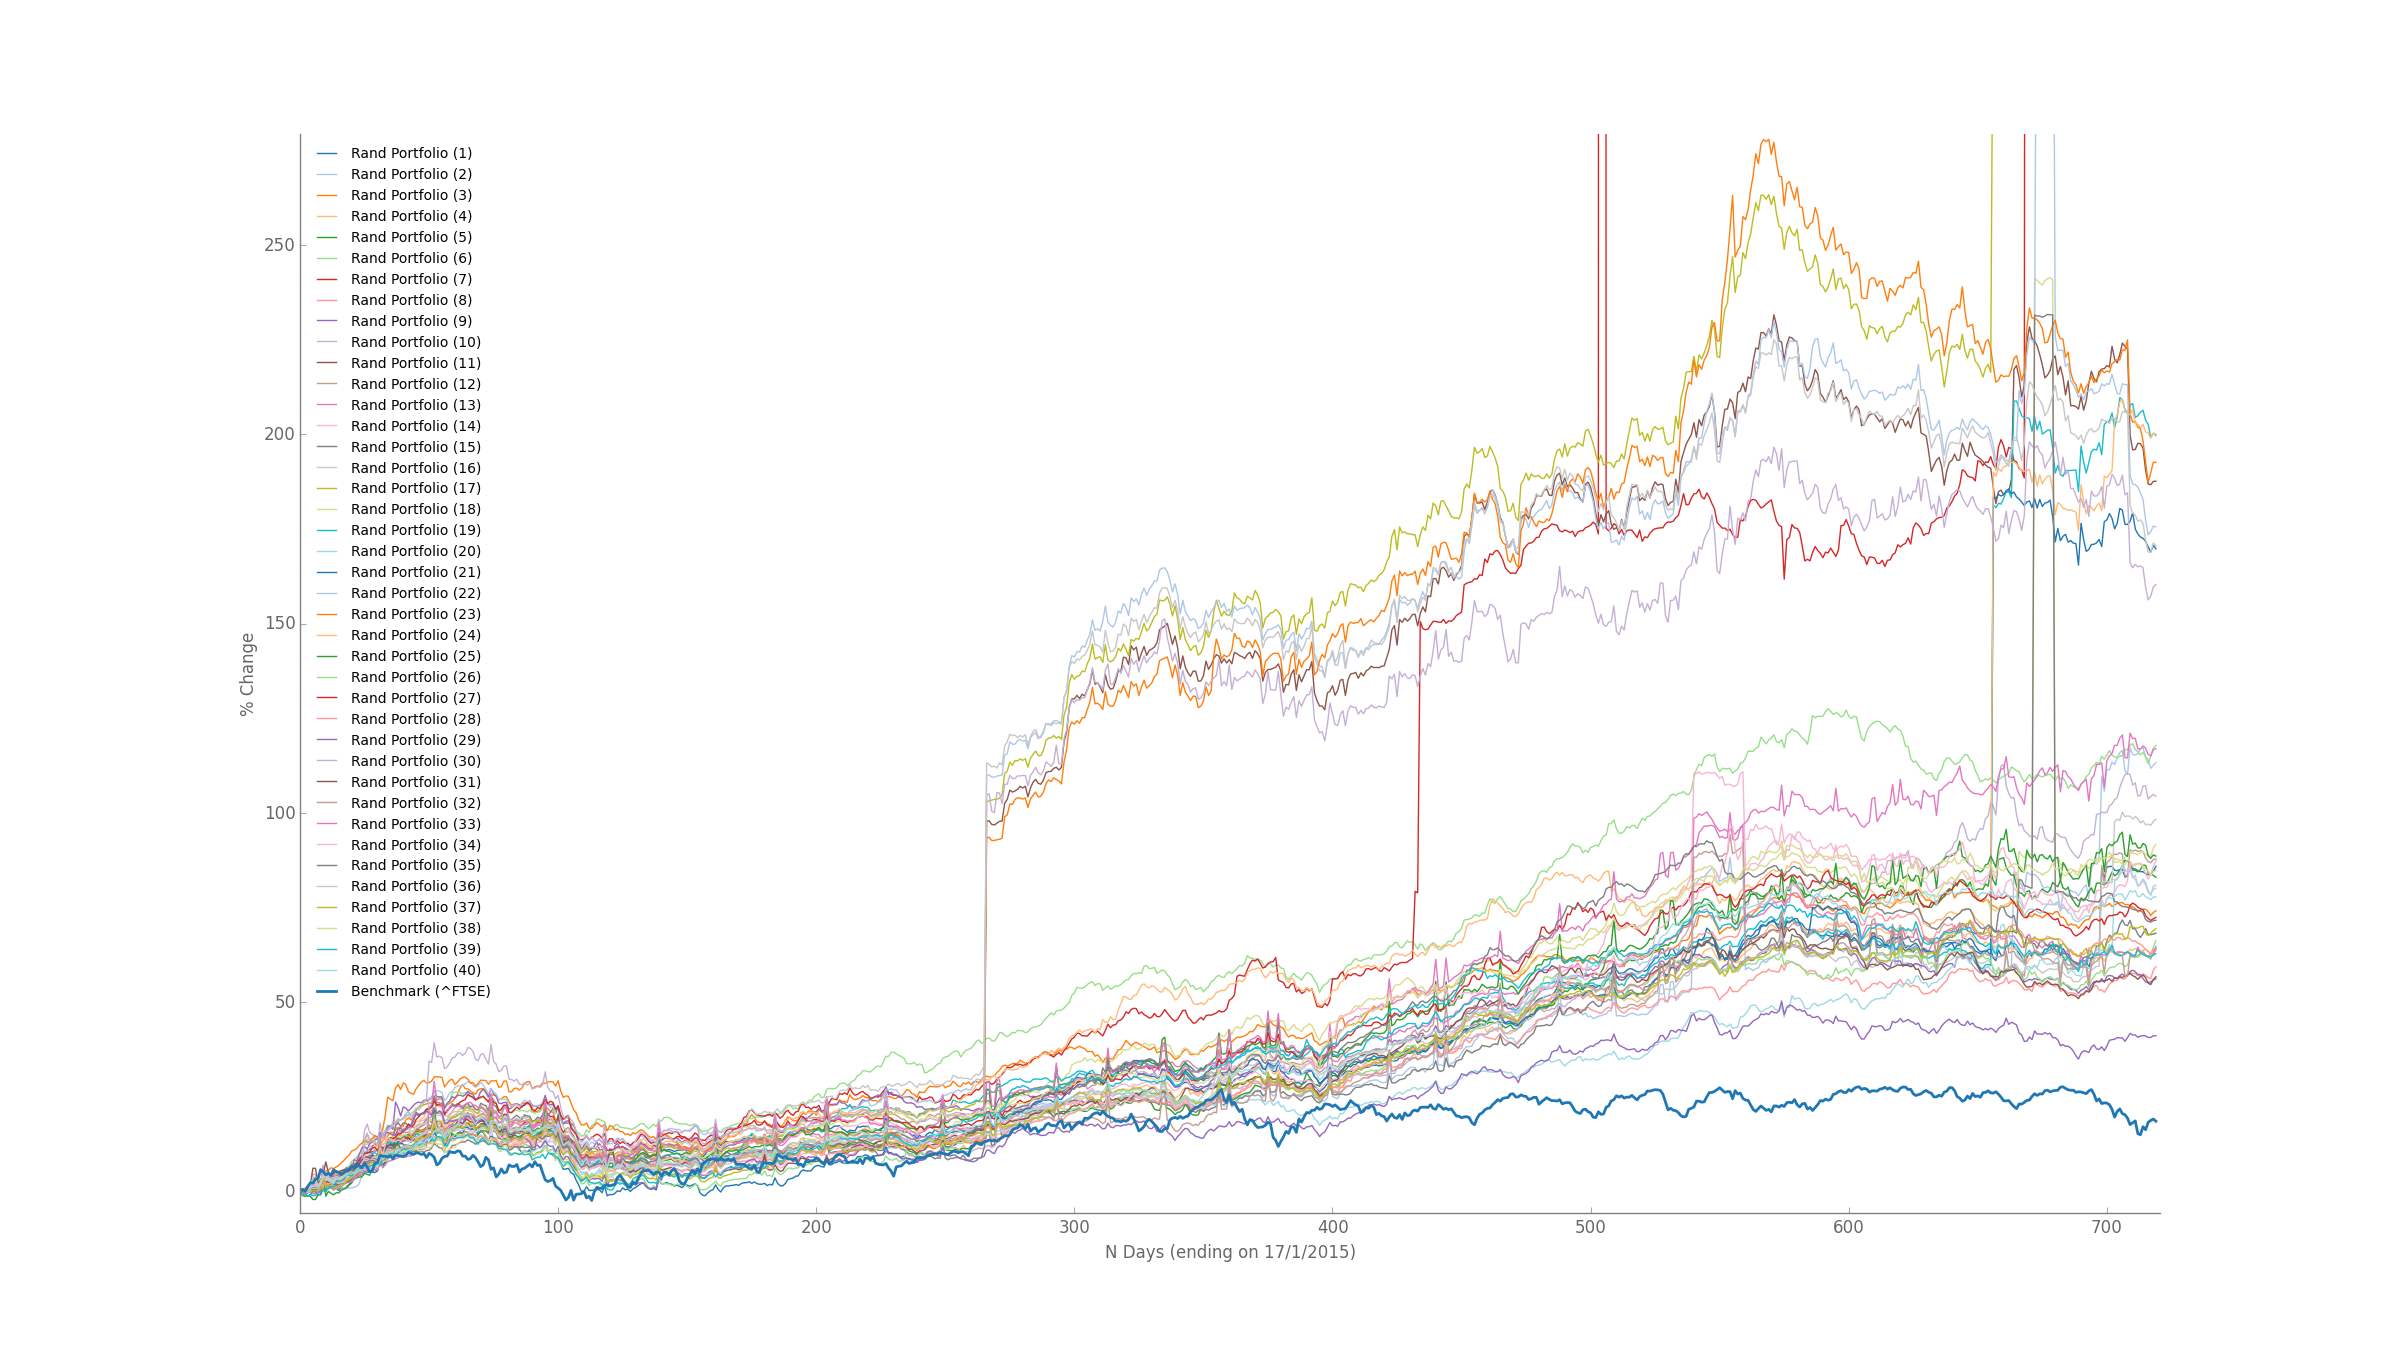 Rand Portfolio (1)
Rand Portfolio (2)
Rand Portfolio (3)
Rand Portfolio (4)
Rand Portfolio (5)
Rand Portfolio (6)
Rand Portfolio (7)
Rand Portfolio (8)
Rand Portfolio (9)
Rand Portfolio (10)
Rand Portfolio (11)
Rand Portfolio (12)
Rand Portfolio (13)
Rand Portfolio (14)
Rand Portfolio (15)
Rand Portfolio (16)
Rand Portfolio (17)
Rand Portfolio (18)
Rand Portfolio (19)
Rand Portfolio (20)
Rand Portfolio (21)
Rand Portfolio (22)
Rand Portfolio (23)
Rand Portfolio (24)
Rand Portfolio (25)
Rand Portfolio (26)
Rand Portfolio (27)
Rand Portfolio (28)
Rand Portfolio (29)
Rand Portfolio (30)
Rand Portfolio (31)
Rand Portfolio (32)
Rand Portfolio (33)
Rand Portfolio (34)
Rand Portfolio (35)
Rand Portfolio (36)
Rand Portfolio (37)
Rand Portfolio (38)
Rand Portfolio (39)
Rand Portfolio (40)
Benchmark (^FTSE)
250
200
150
100
50
0
% Change
0 100 200 300 400 500 600 700
N Days (ending on 17/1/2015)